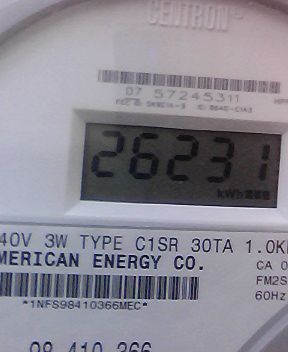 CENTRON®
07 57245311
26231
kWh
40V 3W TYPE C1SR 30TA 1.0K
MERICAN ENERGY CO.
CA 0
FM2S
60Hz
*1NFS98410366MEC*
98 410 366